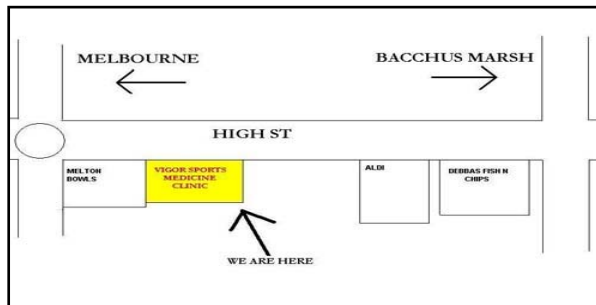 MELBOURNE
BACCHUS MARSH
HIGH ST
MELTON
BOWLS
VIGOR SPORTS
MEDICINE
CLINIC
ALDI
DEBBAS FISH N
CHIPS
WE ARE HERE